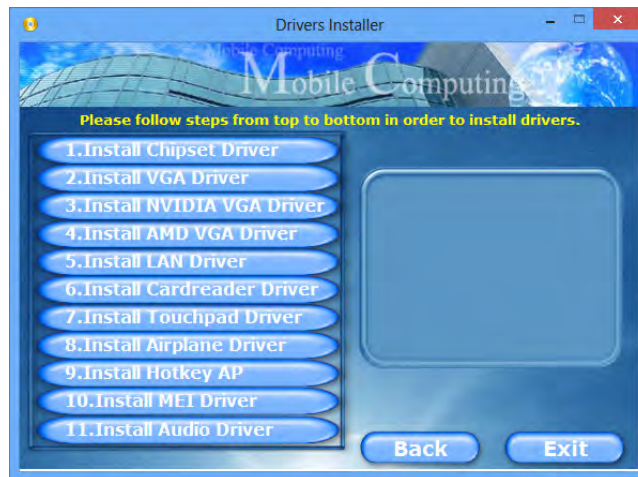 Drivers Installer
Mobile Computing
Mobile Computing
Please follow steps from top to bottom in order to install drivers.
1.Install Chipset Driver
2.Install VGA Driver
3.Install NVIDIA VGA Driver
4.Install AMD VGA Driver
5.Install LAN Driver
6.Install Cardreader Driver
7.Install Touchpad Driver
8.Install Airplane Driver
9.Install Hotkey AP
10.Install MEI Driver
11.Install Audio Driver
Back
Exit